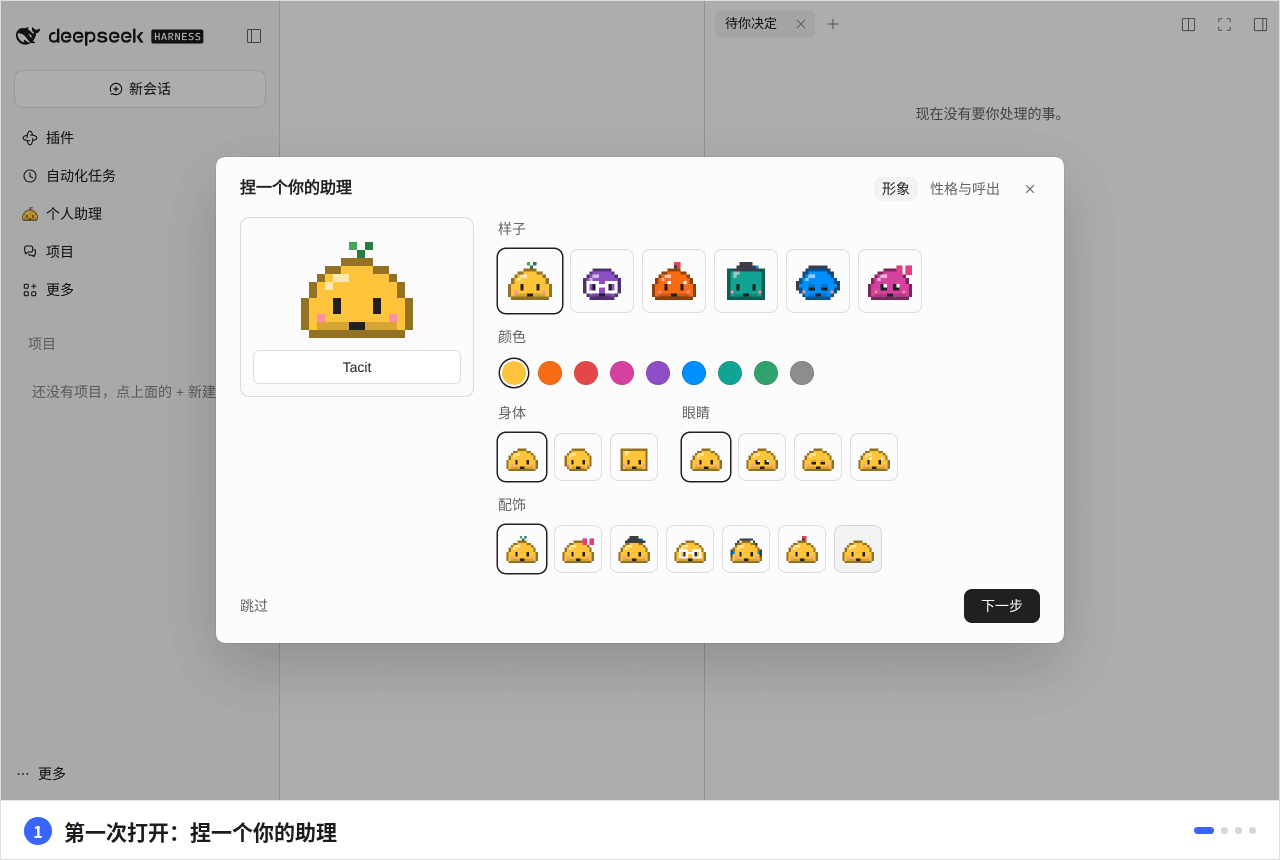 deepseek HARNESS
新会话
插件
自动化任务
个人助理
项目
更多
项目
还没有项目，点上面的 + 新建
更多
待你决定
现在没有要你处理的事。
捏一个你的助理
形象
性格与呼出
Tacit
样子
颜色
身体
眼睛
配饰
跳过
下一步
1 第一次打开：捏一个你的助理